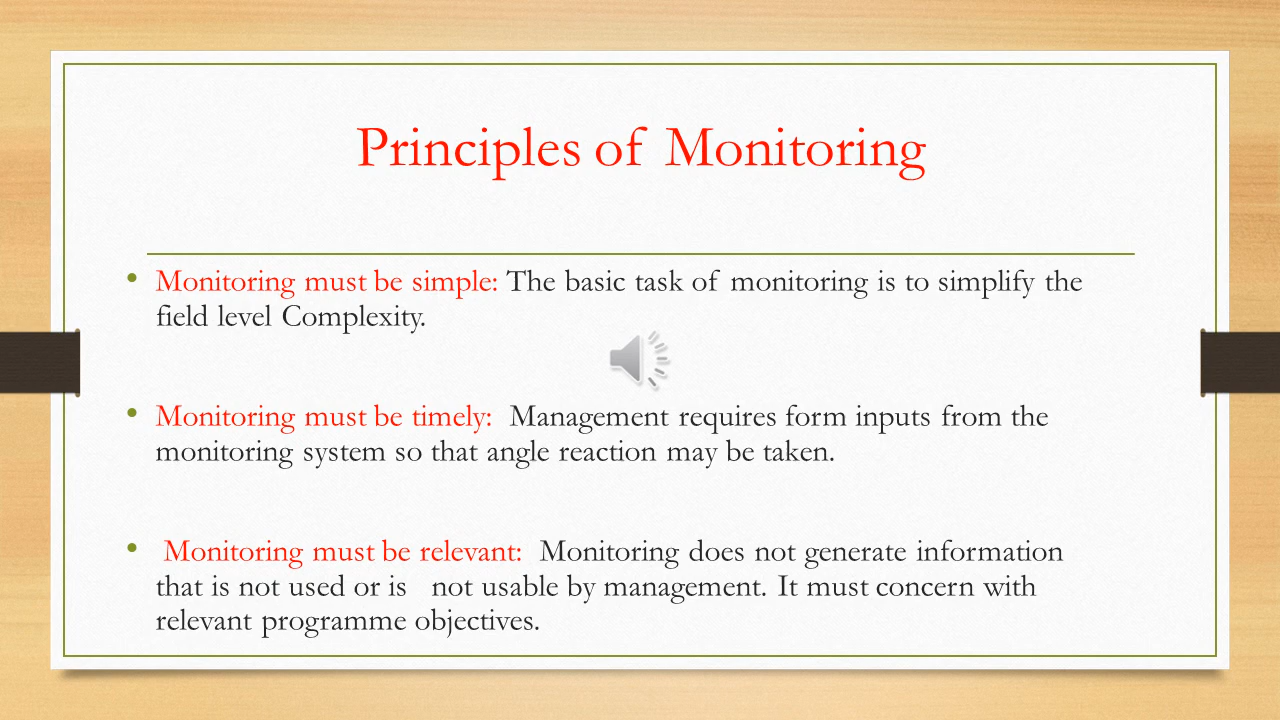 Principles of Monitoring
• Monitoring must be simple: The basic task of monitoring is to simplify the
field level Complexity.
• Monitoring must be timely: Management requires form inputs from the
monitoring system so that angle reaction may be taken.
• Monitoring must be relevant: Monitoring does not generate information
that is not used or is not usable by management. It must concern with
relevant programme objectives.